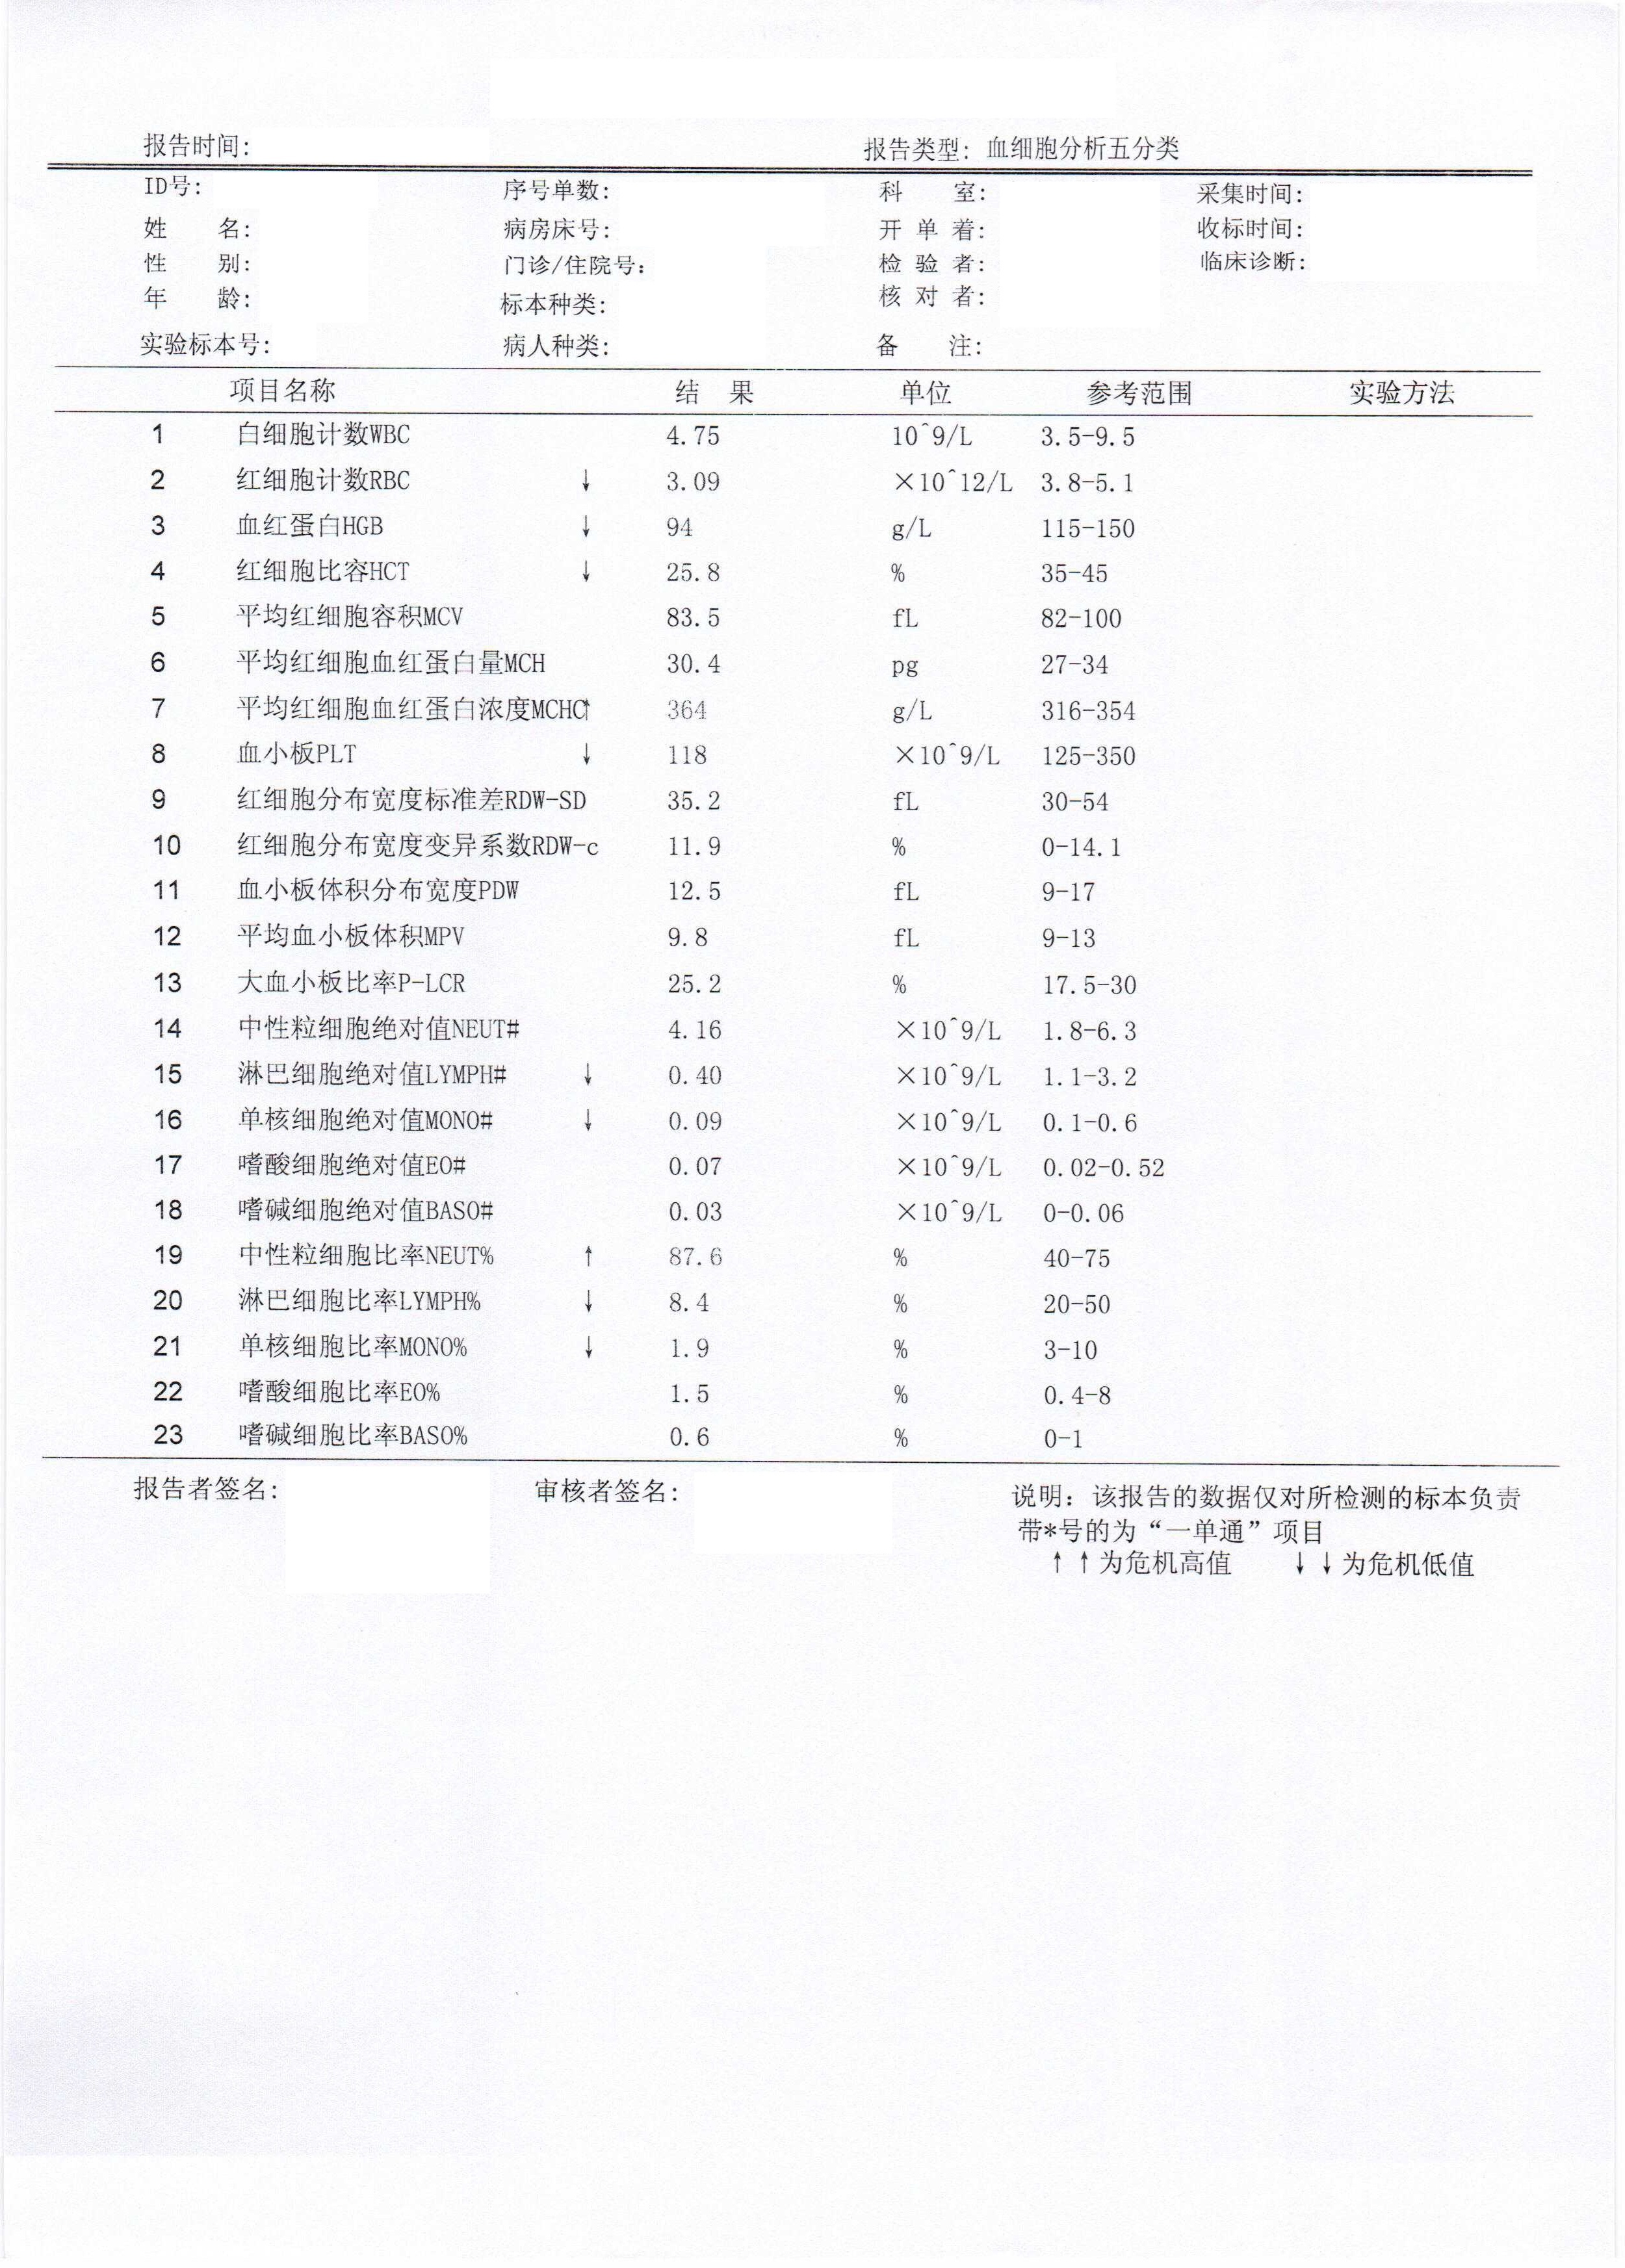 报告时间: 报告类型: 血细胞分析五分类
ID号: 序号单数: 科 室: 采集时间:
姓 名: 病房床号: 开 单 着: 收标时间:
性 别: 门诊/住院号: 检 验 者: 临床诊断:
年 龄: 标本种类: 核 对 者:
实验标本号: 病人种类: 备 注:
项目名称 结 果 单位 参考范围 实验方法
1 白细胞计数WBC 4.75 10^9/L 3.5-9.5
2 红细胞计数RBC ↓ 3.09 ×10^12/L 3.8-5.1
3 血红蛋白HGB ↓ 94 g/L 115-150
4 红细胞比容HCT ↓ 25.8 % 35-45
5 平均红细胞容积MCV 83.5 fL 82-100
6 平均红细胞血红蛋白量MCH 30.4 pg 27-34
7 平均红细胞血红蛋白浓度MCHC↑ 364 g/L 316-354
8 血小板PLT ↓ 118 ×10^9/L 125-350
9 红细胞分布宽度标准差RDW-SD 35.2 fL 30-54
10 红细胞分布宽度变异系数RDW-c 11.9 % 0-14.1
11 血小板体积分布宽度PDW 12.5 fL 9-17
12 平均血小板体积MPV 9.8 fL 9-13
13 大血小板比率P-LCR 25.2 % 17.5-30
14 中性粒细胞绝对值NEUT# 4.16 ×10^9/L 1.8-6.3
15 淋巴细胞绝对值LYMPH# ↓ 0.40 ×10^9/L 1.1-3.2
16 单核细胞绝对值MONO# ↓ 0.09 ×10^9/L 0.1-0.6
17 嗜酸细胞绝对值EO# 0.07 ×10^9/L 0.02-0.52
18 嗜碱细胞绝对值BASO# 0.03 ×10^9/L 0-0.06
19 中性粒细胞比率NEUT% ↑ 87.6 % 40-75
20 淋巴细胞比率LYMPH% ↓ 8.4 % 20-50
21 单核细胞比率MONO% ↓ 1.9 % 3-10
22 嗜酸细胞比率EO% 1.5 % 0.4-8
23 嗜碱细胞比率BASO% 0.6 % 0-1
报告者签名: 审核者签名: 说明: 该报告的数据仅对所检测的标本负责
带*号的为“一单通”项目
↑↑为危机高值 ↓↓为危机低值